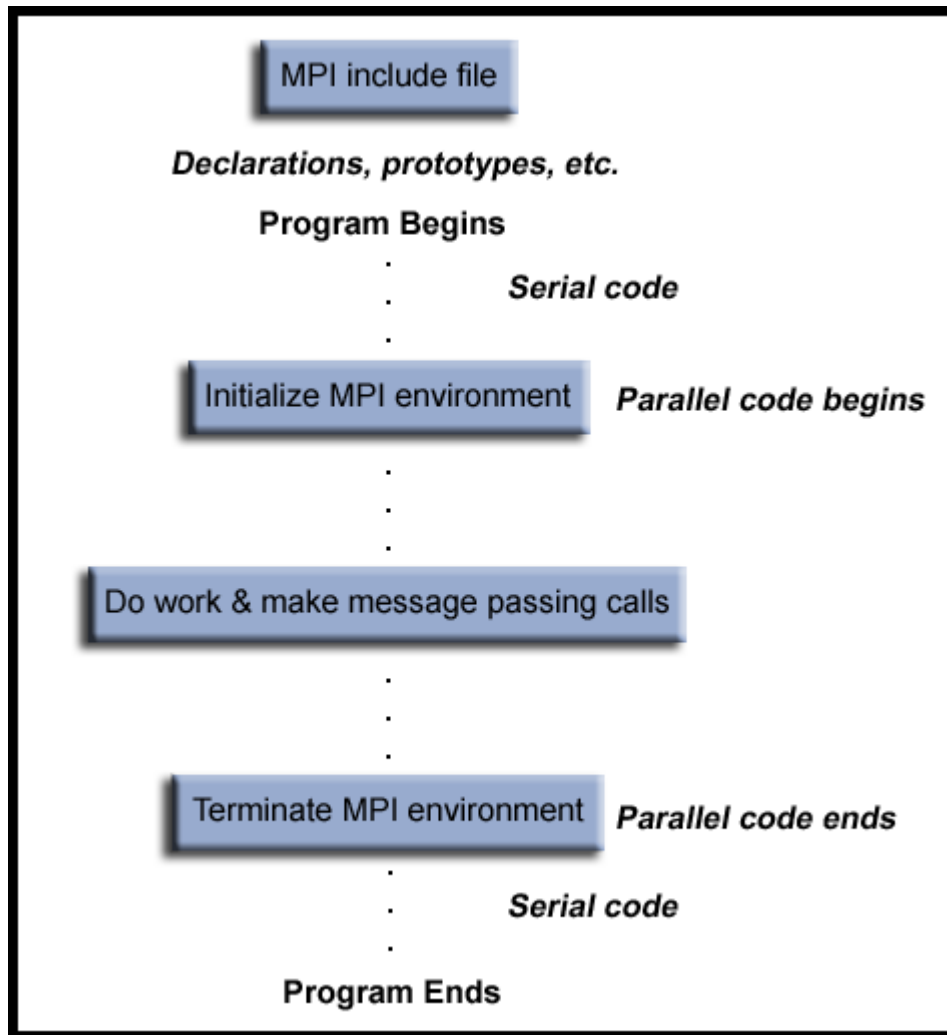 MPI include file
Declarations, prototypes, etc.
Program Begins
Serial code
Initialize MPI environment
Parallel code begins
Do work & make message passing calls
Terminate MPI environment
Parallel code ends
Serial code
Program Ends